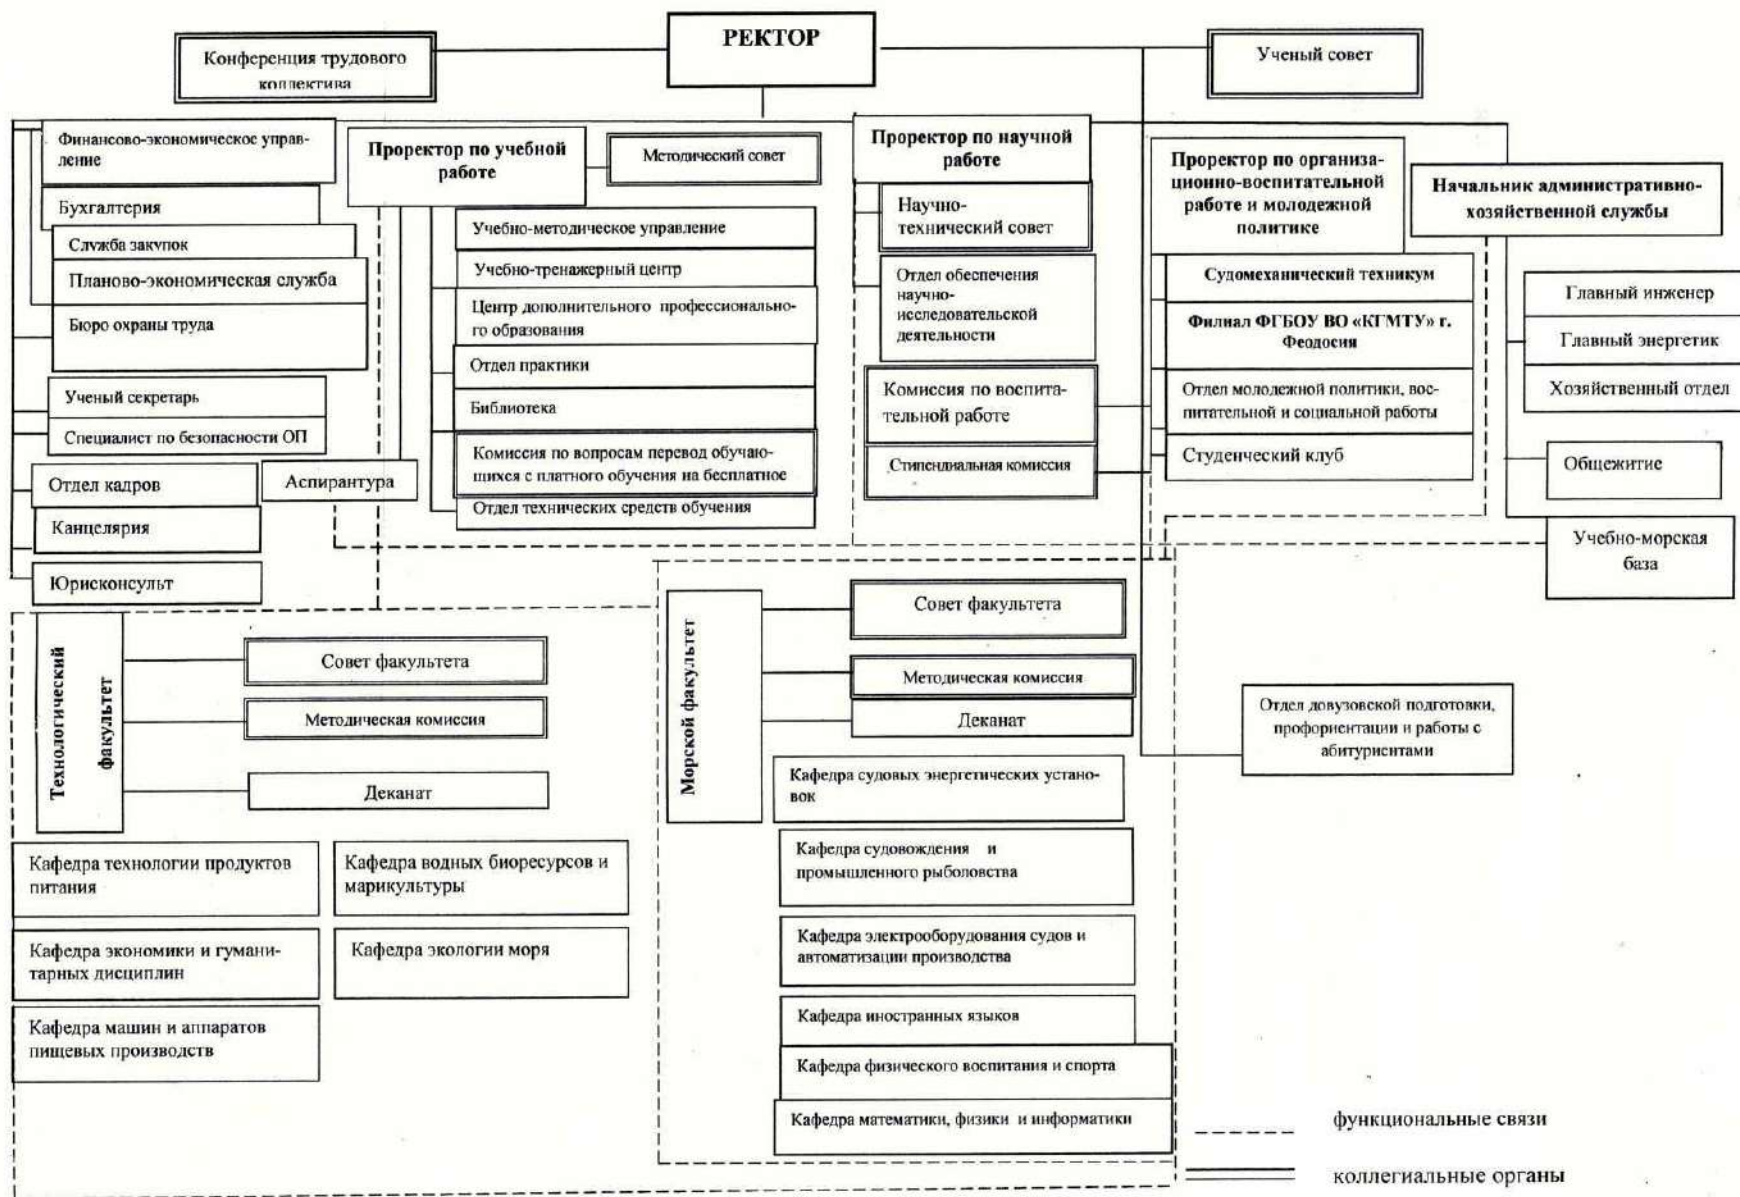 РЕКТОР
Конференция трудового
коллектива
Ученый совет
Финансово-экономическое управ-
ление
Бухгалтерия
Служба закупок
Планово-экономическая служба
Бюро охраны труда
Ученый секретарь
Специалист по безопасности ОП
Отдел кадров
Канцелярия
Юрисконсульт
Аспирантура
Проректор по учебной
работе
Методический совет
Учебно-методическое управление
Учебно-тренажерный центр
Центр дополнительного профессионально-
го образования
Отдел практики
Библиотека
Комиссия по вопросам перевод обучаю-
щихся с платного обучения на бесплатное
Отдел технических средств обучения
Проректор по научной
работе
Научно-
технический совет
Отдел обеспечения
научно-
исследовательской
деятельности
Комиссия по воспита-
тельной работе
Стипендиальная комиссия
Проректор по организа-
ционно-воспитательной
работе и молодежной
политике
Судомеханический техникум
Филиал ФГБОУ ВО «КГМТУ» г.
Феодосия
Отдел молодежной политики, вос-
питательной и социальной работы
Студенческий клуб
Начальник административно-
хозяйственной службы
Главный инженер
Главный энергетик
Хозяйственный отдел
Общежитие
Учебно-морская
база
Технологический
факультет
Совет факультета
Методическая комиссия
Деканат
Кафедра технологии продуктов
питания
Кафедра водных биоресурсов и
марикультуры
Кафедра экономики и гумани-
тарных дисциплин
Кафедра экологии моря
Кафедра машин и аппаратов
пищевых производств
Морской факультет
Совет факультета
Методическая комиссия
Деканат
Кафедра судовых энергетических устано-
вок
Кафедра судовождения и
промышленного рыболовства
Кафедра электрооборудования судов и
автоматизации производства
Кафедра иностранных языков
Кафедра физического воспитания и спорта
Кафедра математики, физики и информатики
Отдел довузовской подготовки,
профориентации и работы с
абитуриентами
функциональные связи
коллегиальные органы